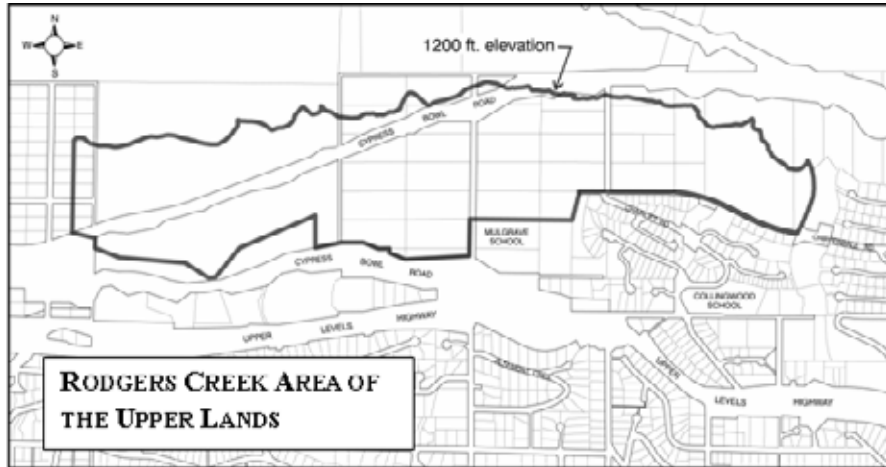 N
W E
S
1200 ft. elevation
CYPRESS BOWL ROAD
MULGRAVE
SCHOOL
CYPRESS BOWL ROAD
COLLINGWOOD
SCHOOL
UPPER LEVELS HIGHWAY
UPPER LEVELS HIGHWAY
RODGERS CREEK AREA OF
THE UPPER LANDS